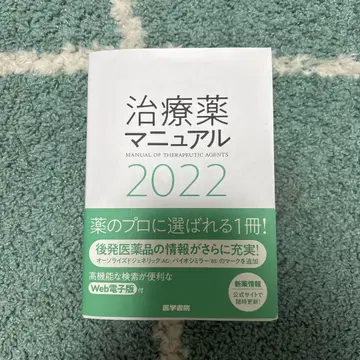 治療薬
マニュアル
MANUAL OF THERAPEUTIC AGENTS
2022
薬のプロに選ばれる1冊!
後発医薬品の情報がさらに充実!
オーソライズドジェネリック AG、バイオシミラー BS のマークを追加
高機能な検索が便利な
Web電子版付
新薬情報
公式サイトで
随時更新!
医学書院